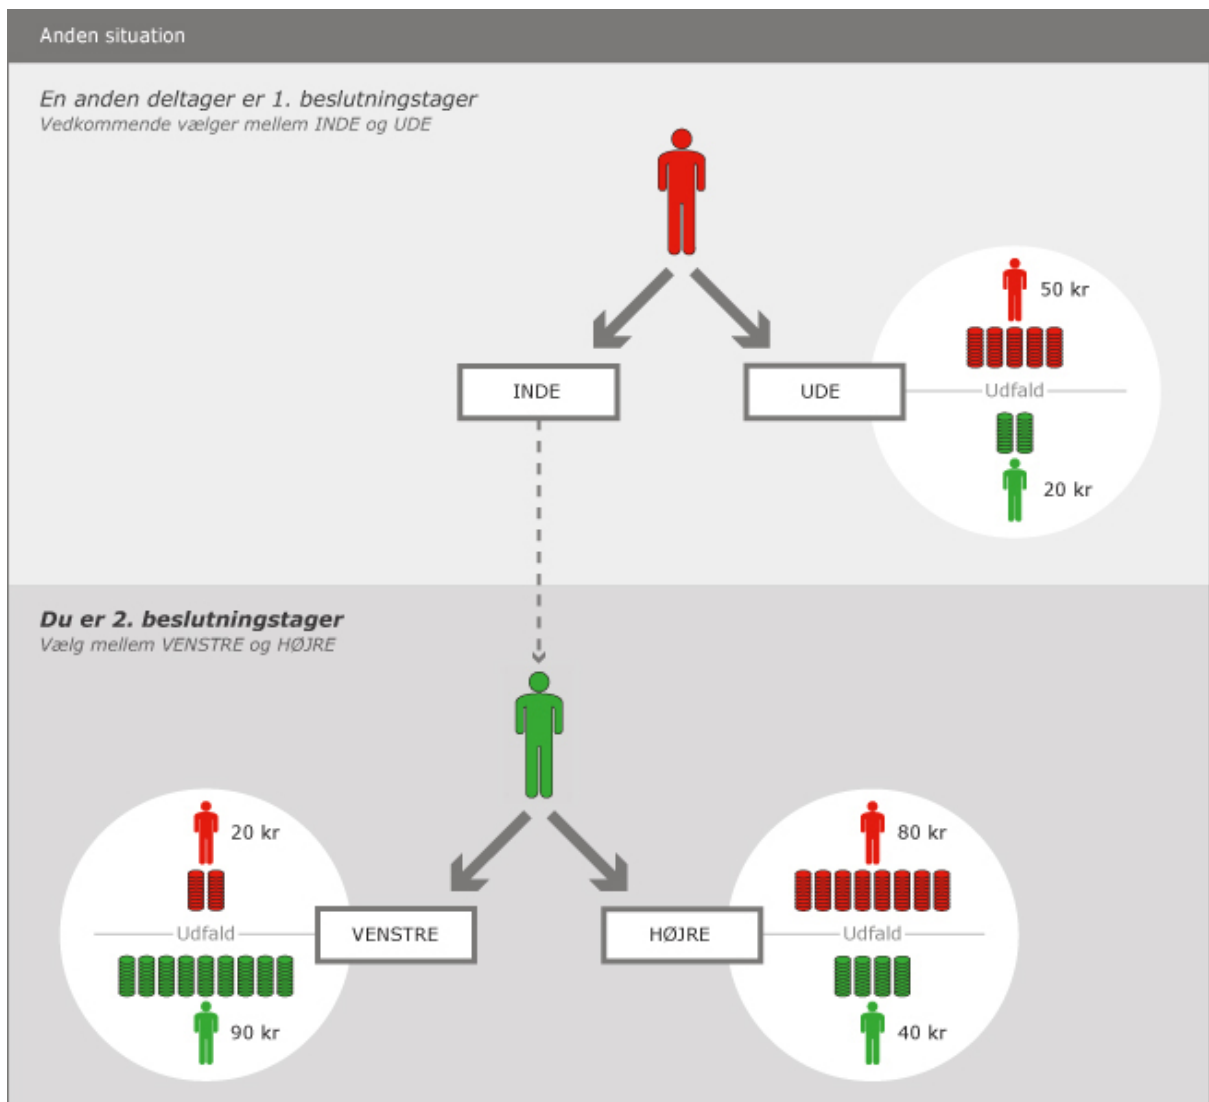 Anden situation
En anden deltager er 1. beslutningstager
Vedkommende vælger mellem INDE og UDE
50 kr
INDE
UDE
Udfald
20 kr
Du er 2. beslutningstager
Vælg mellem VENSTRE og HØJRE
20 kr
80 kr
Udfald
VENSTRE
HØJRE
Udfald
90 kr
40 kr